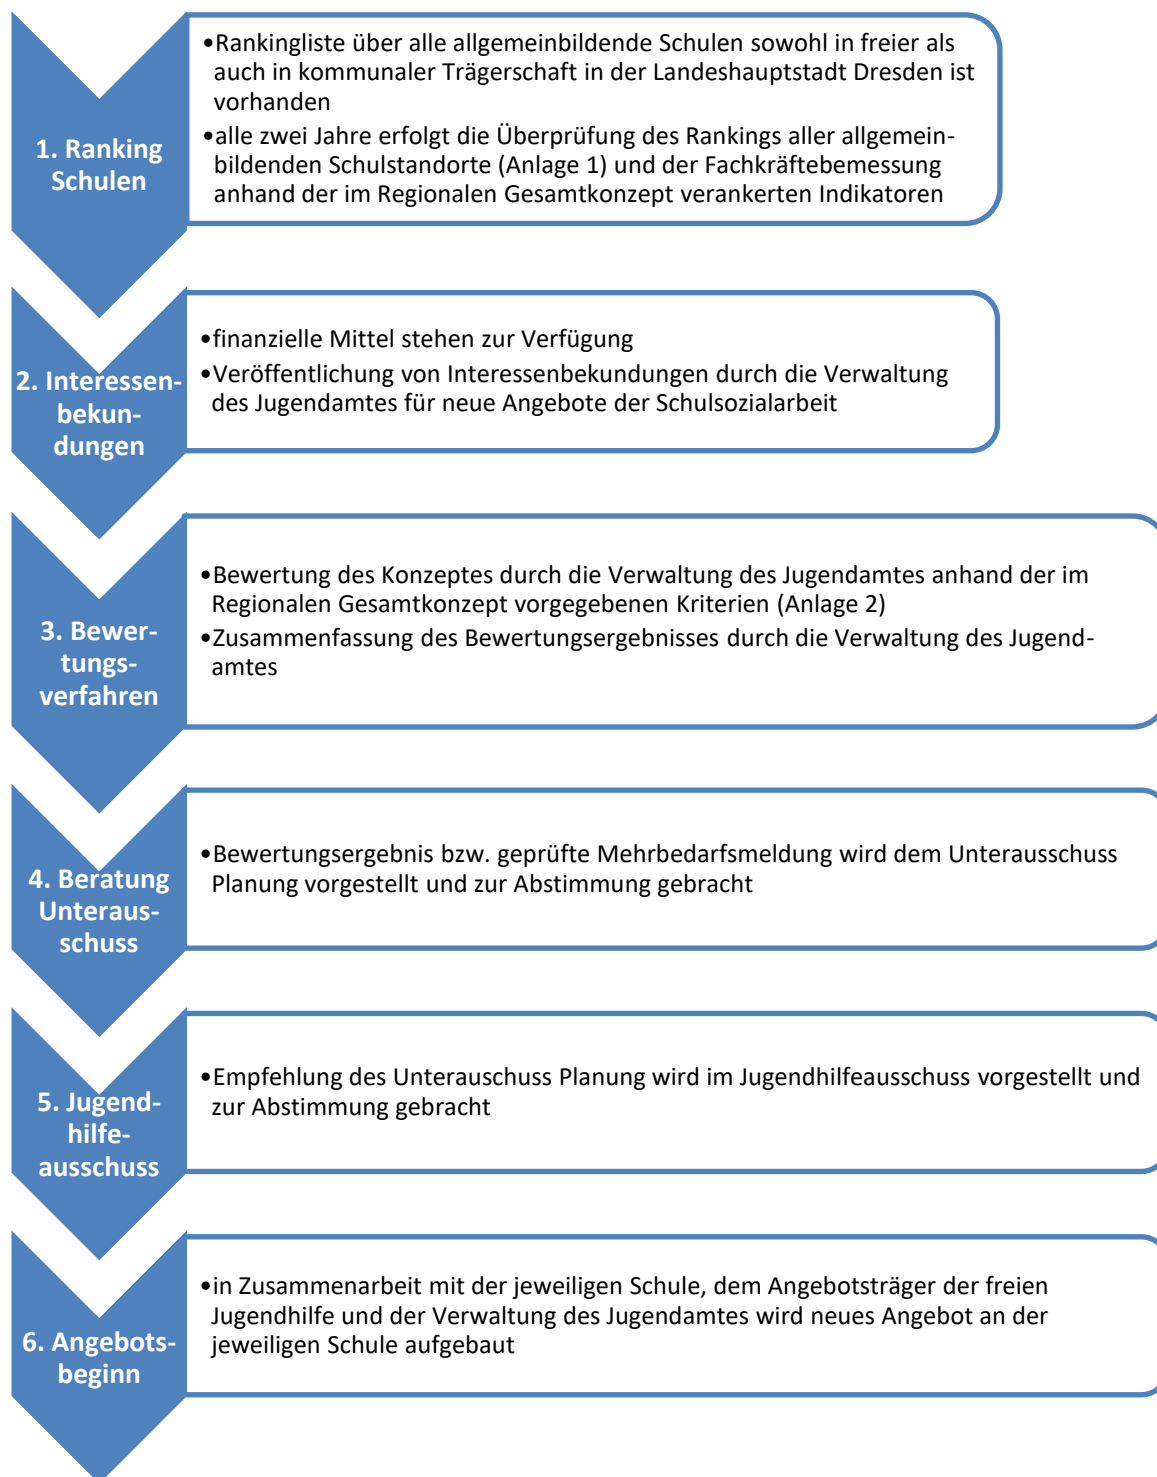 1. Ranking
Schulen
•Rankingliste über alle allgemeinbildende Schulen sowohl in freier als
auch in kommunaler Trägerschaft in der Landeshauptstadt Dresden ist
vorhanden
•alle zwei Jahre erfolgt die Überprüfung des Rankings aller allgemein-
bildenden Schulstandorte (Anlage 1) und der Fachkräftebemessung
anhand der im Regionalen Gesamtkonzept verankerten Indikatoren
2. Interessen-
bekun-
dungen
•finanzielle Mittel stehen zur Verfügung
•Veröffentlichung von Interessenbekundungen durch die Verwaltung
des Jugendamtes für neue Angebote der Schulsozialarbeit
3. Bewer-
tungs-
verfahren
•Bewertung des Konzeptes durch die Verwaltung des Jugendamtes anhand der im
Regionalen Gesamtkonzept vorgegebenen Kriterien (Anlage 2)
•Zusammenfassung des Bewertungsergebnisses durch die Verwaltung des Jugend-
amtes
4. Beratung
Unteraus-
schuss
•Bewertungsergebnis bzw. geprüfte Mehrbedarfsmeldung wird dem Unterausschuss
Planung vorgestellt und zur Abstimmung gebracht
5. Jugend-
hilfe-
ausschuss
•Empfehlung des Unterauschuss Planung wird im Jugendhilfeausschuss vorgestellt und
zur Abstimmung gebracht
6. Angebots-
beginn
•in Zusammenarbeit mit der jeweiligen Schule, dem Angebotsträger der freien
Jugendhilfe und der Verwaltung des Jugendamtes wird neues Angebot an der
jeweiligen Schule aufgebaut